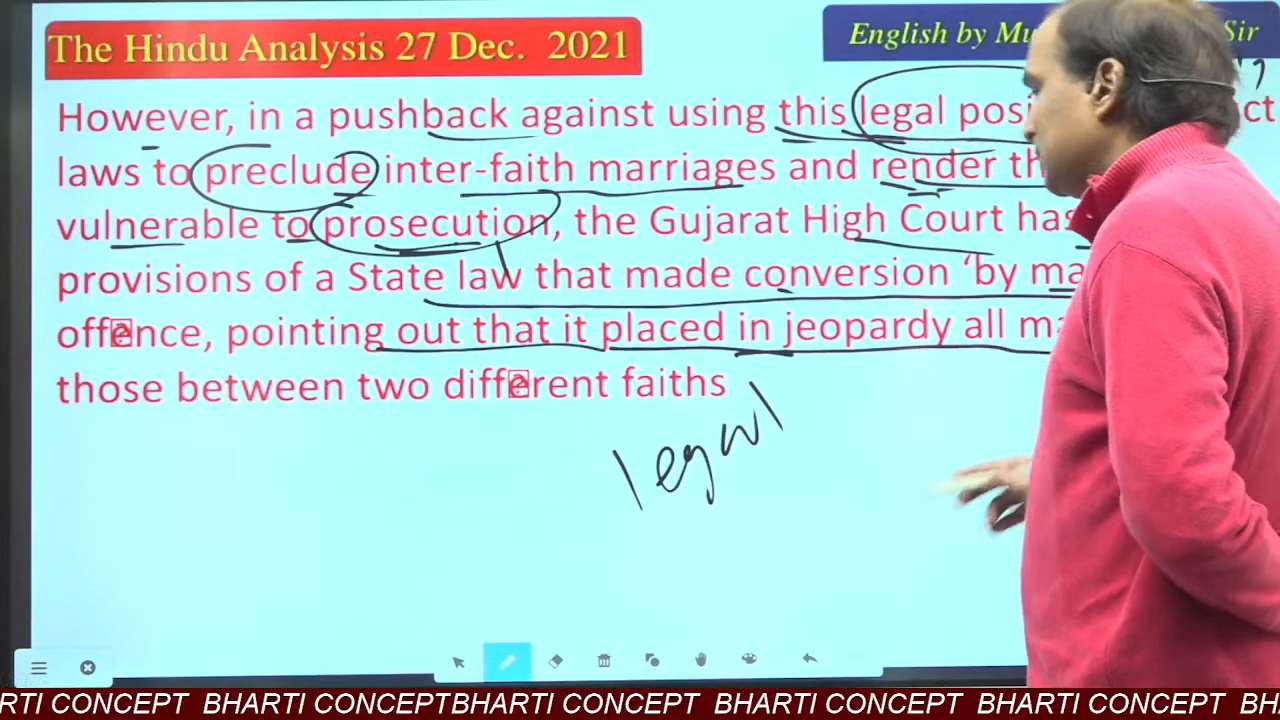 The Hindu Analysis 27 Dec. 2021
English by Mu Sir
However, in a pushback against using this legal posi ct
laws to preclude inter-faith marriages and render th
vulnerable to prosecution, the Gujarat High Court has
provisions of a State law that made conversion ‘by ma
offence, pointing out that it placed in jeopardy all ma
those between two different faiths
legal
BHARTI CONCEPT BHARTI CONCEPTBHARTI CONCEPT BHARTI CONCEPT BH